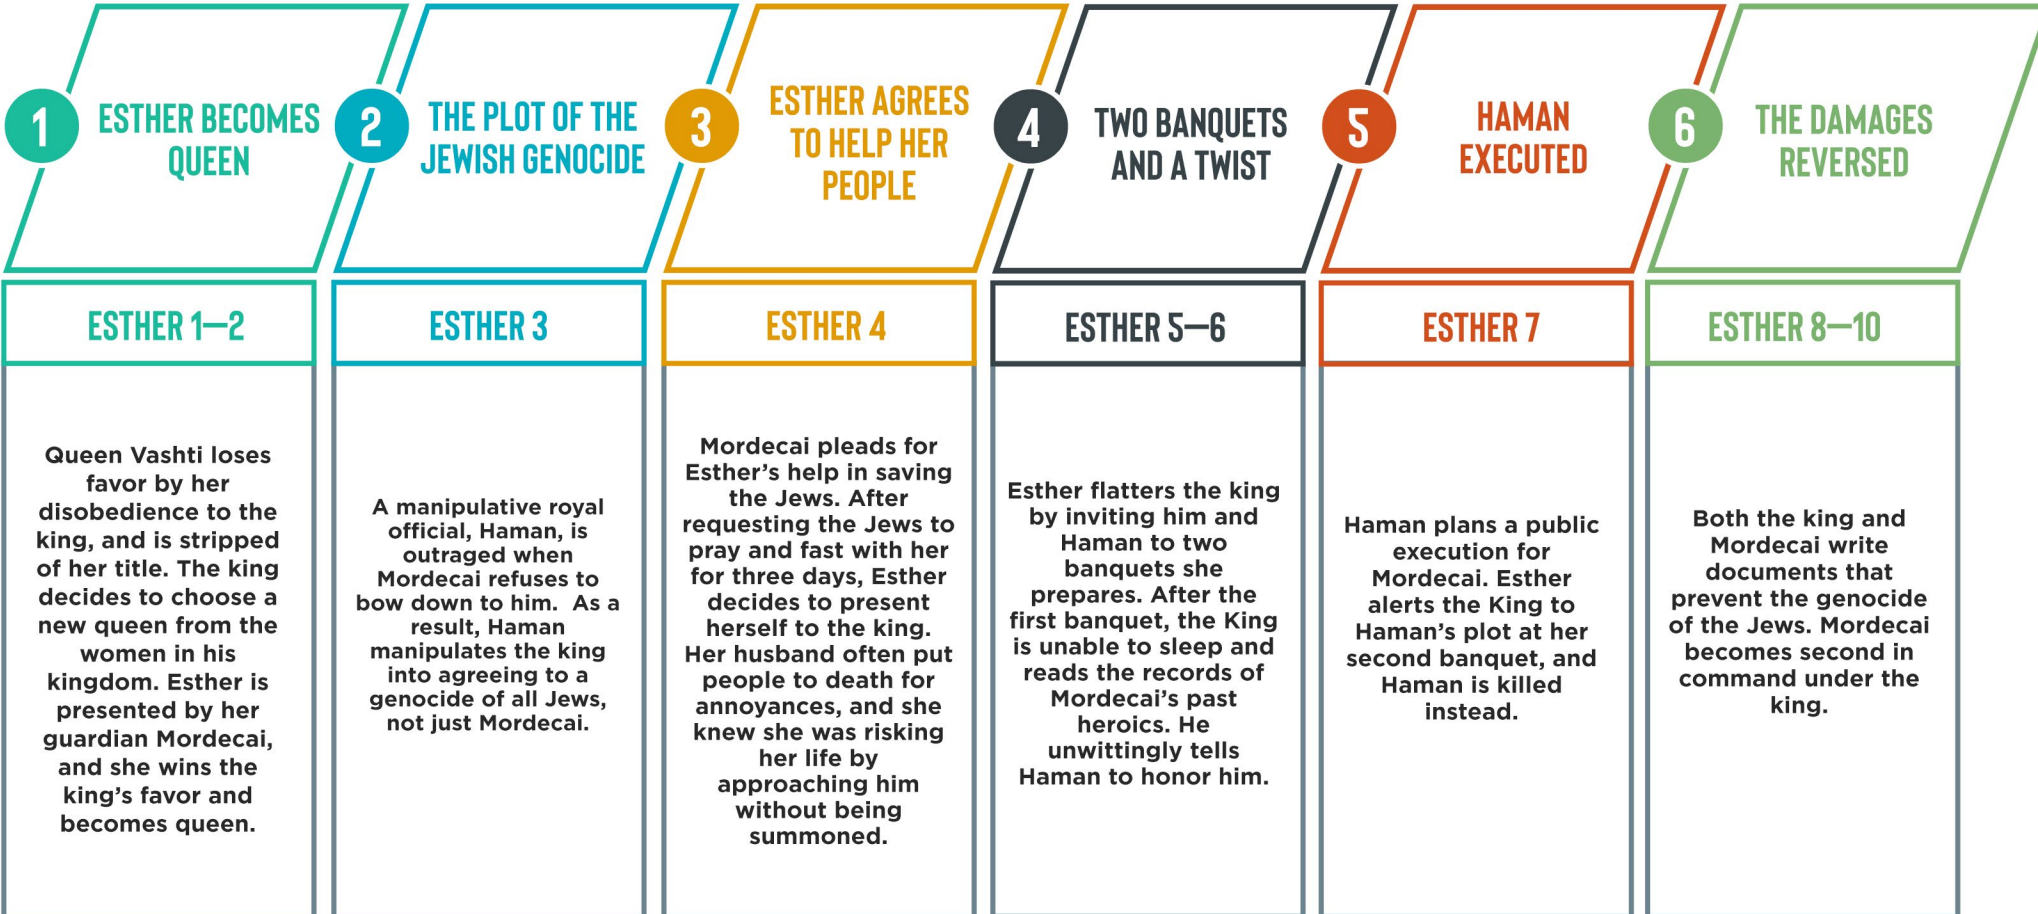 1
ESTHER BECOMES
QUEEN
2
THE PLOT OF THE
JEWISH GENOCIDE
3
ESTHER AGREES
TO HELP HER
PEOPLE
4
TWO BANQUETS
AND A TWIST
5
HAMAN
EXECUTED
6
THE DAMAGES
REVERSED
ESTHER 1—2
ESTHER 3
ESTHER 4
ESTHER 5—6
ESTHER 7
ESTHER 8—10
Queen Vashti loses
favor by her
disobedience to the
king, and is stripped
of her title. The king
decides to choose a
new queen from the
women in his
kingdom. Esther is
presented by her
guardian Mordecai,
and she wins the
king’s favor and
becomes queen.
A manipulative royal
official, Haman, is
outraged when
Mordecai refuses to
bow down to him.  As a
result, Haman
manipulates the king
into agreeing to a
genocide of all Jews,
not just Mordecai.
Mordecai pleads for
Esther’s help in saving
the Jews. After
requesting the Jews to
pray and fast with her
for three days, Esther
decides to present
herself to the king.
Her husband often put
people to death for
annoyances, and she
knew she was risking
her life by
approaching him
without being
summoned.
Esther flatters the king
by inviting him and
Haman to two
banquets she
prepares. After the
first banquet, the King
is unable to sleep and
reads the records of
Mordecai’s past
heroics. He
unwittingly tells
Haman to honor him.
Haman plans a public
execution for
Mordecai. Esther
alerts the King to
Haman’s plot at her
second banquet, and
Haman is killed
instead.
Both the king and
Mordecai write
documents that
prevent the genocide
of the Jews. Mordecai
becomes second in
command under the
king.